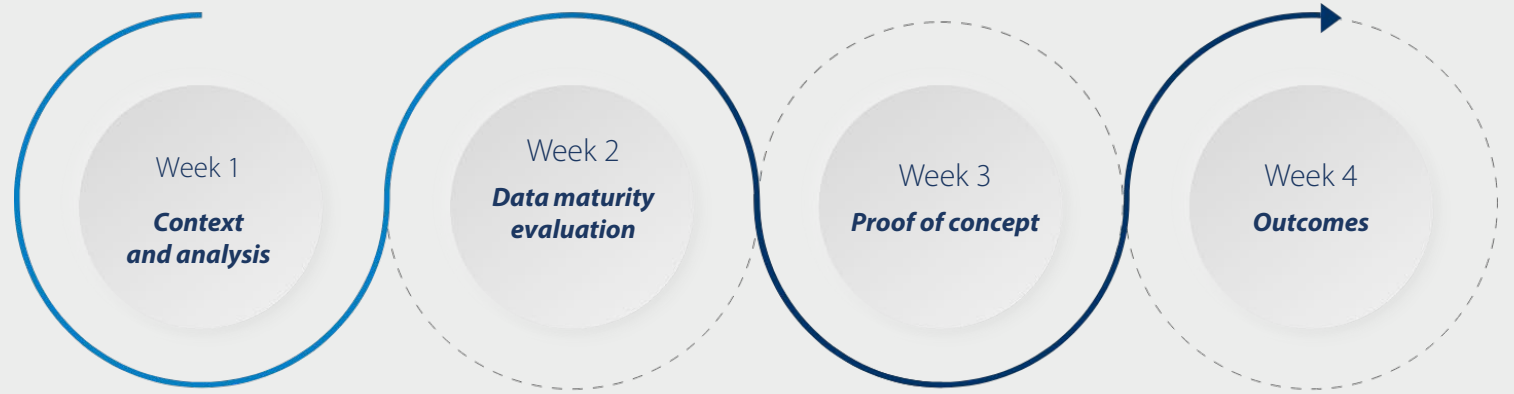 Week 1
Context
and analysis
Week 2
Data maturity
evaluation
Week 3
Proof of concept
Week 4
Outcomes